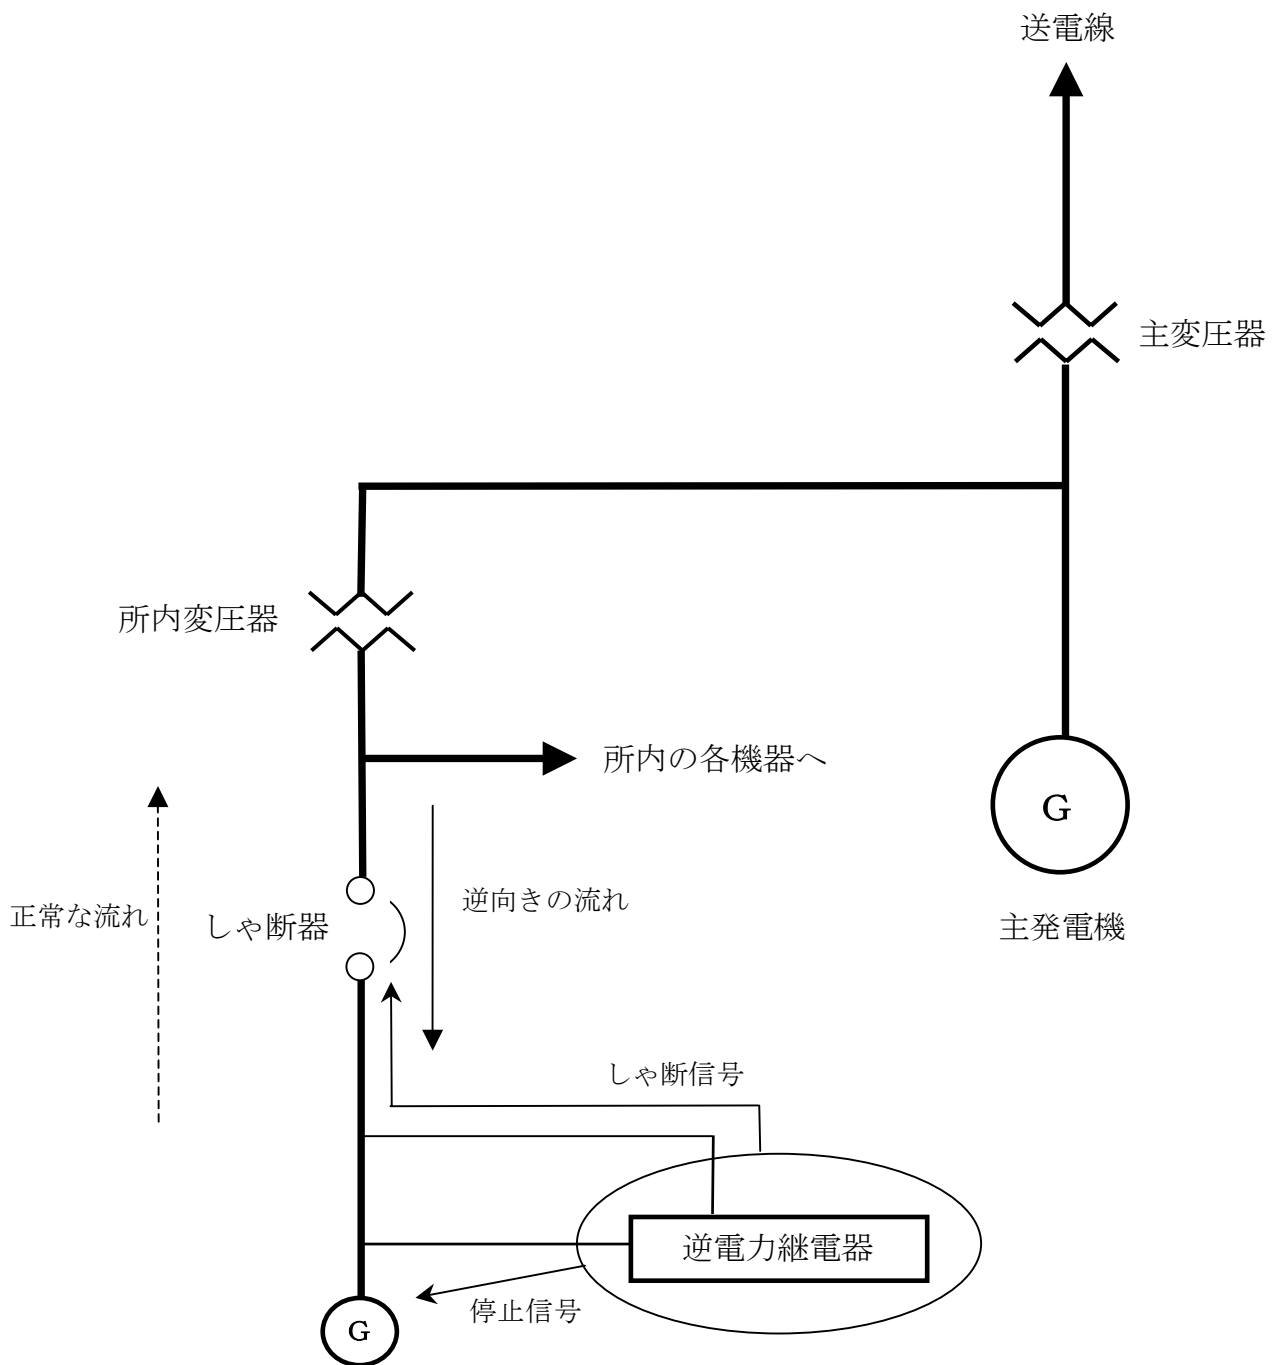 送電線
主変圧器
所内変圧器
所内の各機器へ
G
正常な流れ
しゃ断器
逆向きの流れ
主発電機
しゃ断信号
逆電力継電器
停止信号
G